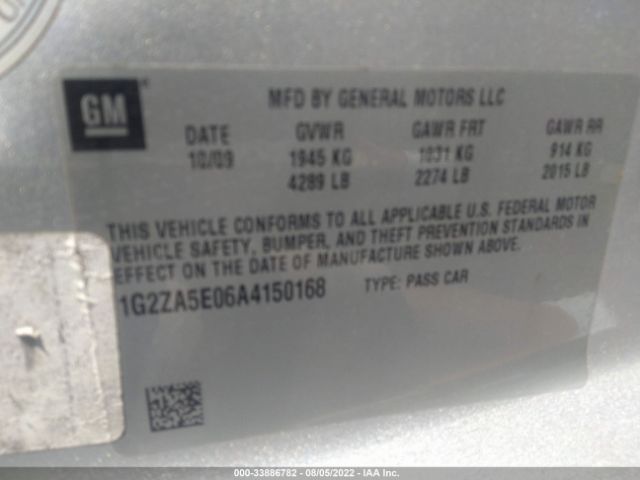 GM
MFD BY GENERAL MOTORS LLC
DATE GVWR GAWR FRT GAWR RR
10/09 1945 KG 1031 KG 914 KG
4289 LB 2274 LB 2015 LB
THIS VEHICLE CONFORMS TO ALL APPLICABLE U.S. FEDERAL MOTOR
VEHICLE SAFETY, BUMPER, AND THEFT PREVENTION STANDARDS IN
EFFECT ON THE DATE OF MANUFACTURE SHOWN ABOVE.
1G2ZA5E06A4150168 TYPE: PASS CAR
000-33886782 - 08/05/2022 - IAA Inc.